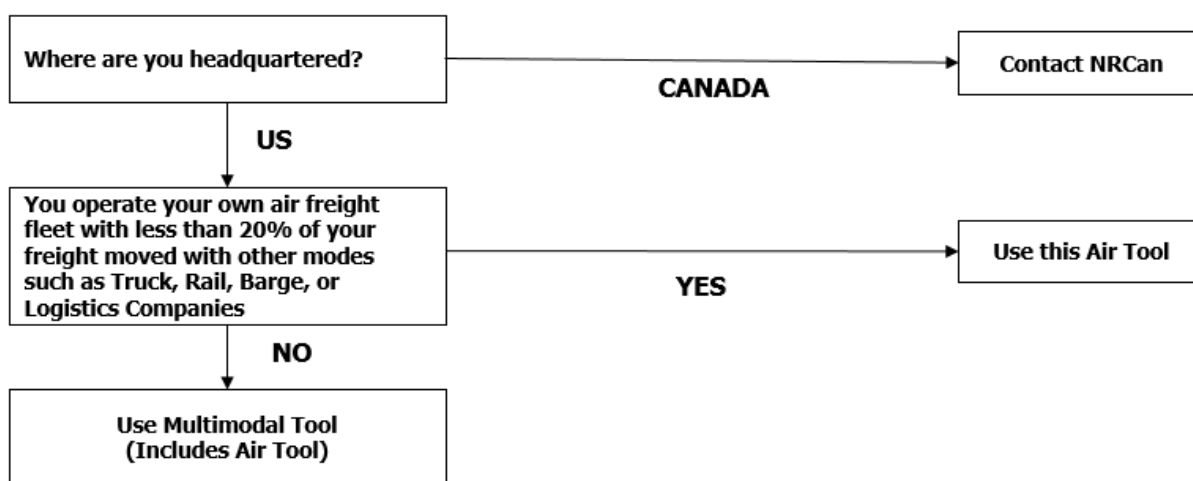 Where are you headquartered?
CANADA
Contact NRCan
US
You operate your own air freight
fleet with less than 20% of your
freight moved with other modes
such as Truck, Rail, Barge, or
Logistics Companies
YES
Use this Air Tool
NO
Use Multimodal Tool
(Includes Air Tool)